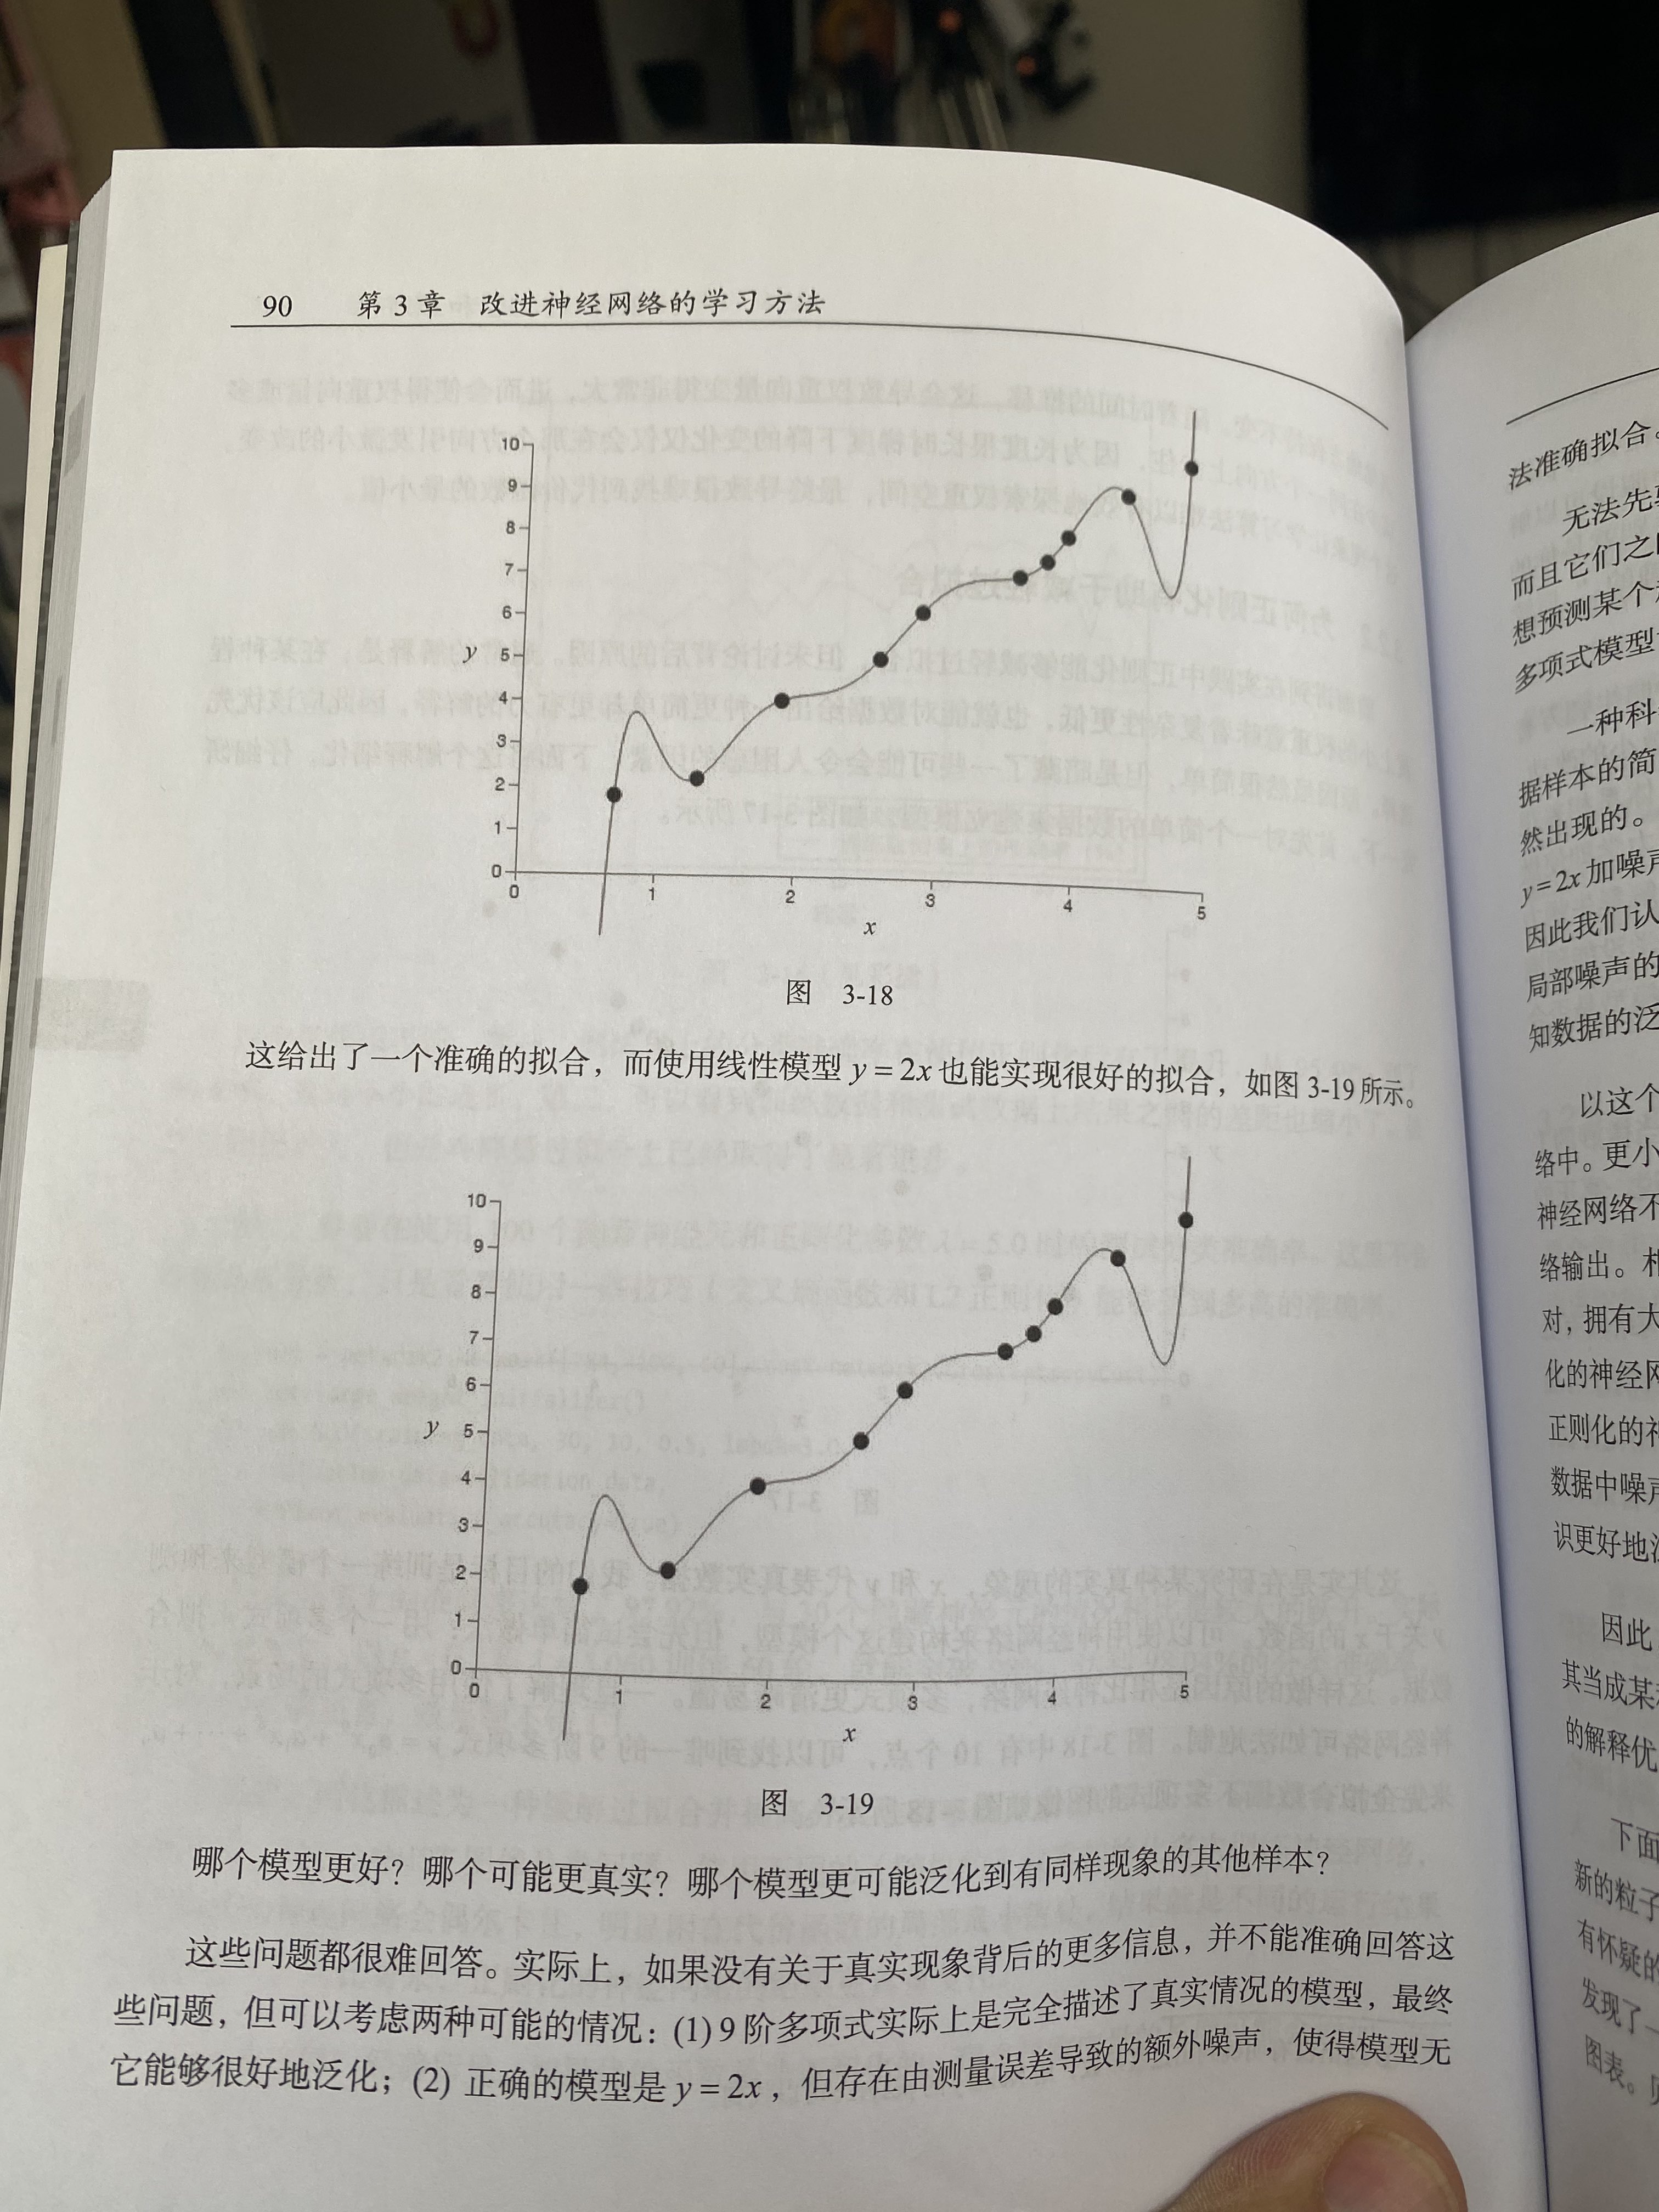 90 第 3 章 改进神经网络的学习方法
10
9
8
7
6
y 5
4
3
2
1
0
0 1 2 3 4 5
x
图 3-18
这给出了一个准确的拟合，而使用线性模型 y = 2x 也能实现很好的拟合，如图 3-19 所示。
10
9
8
7
6
y 5
4
3
2
1
0
0 1 2 3 4 5
x
图 3-19
哪个模型更好？哪个可能更真实？哪个模型更可能泛化到有同样现象的其他样本？
这些问题都很难回答。实际上，如果没有关于真实现象背后的更多信息，并不能准确回答这
些问题，但可以考虑两种可能的情况：(1) 9 阶多项式实际上是完全描述了真实情况的模型，最终
它能够很好地泛化；(2) 正确的模型是 y = 2x，但存在由测量误差导致的额外噪声，使得模型无
法准确拟合。
无法先
而且它们之
想预测某个
多项式模型
一种科
据样本的简
然出现的。
y = 2x 加噪
因此我们认
局部噪声的
知数据的泛
以这个
络中。更小
神经网络不
络输出。
对，拥有大
化的神经网
正则化的神
数据中噪
识更好地
因此
其当成某
的解释优
下面
新的粒子
有怀疑的
发现了一
图表。